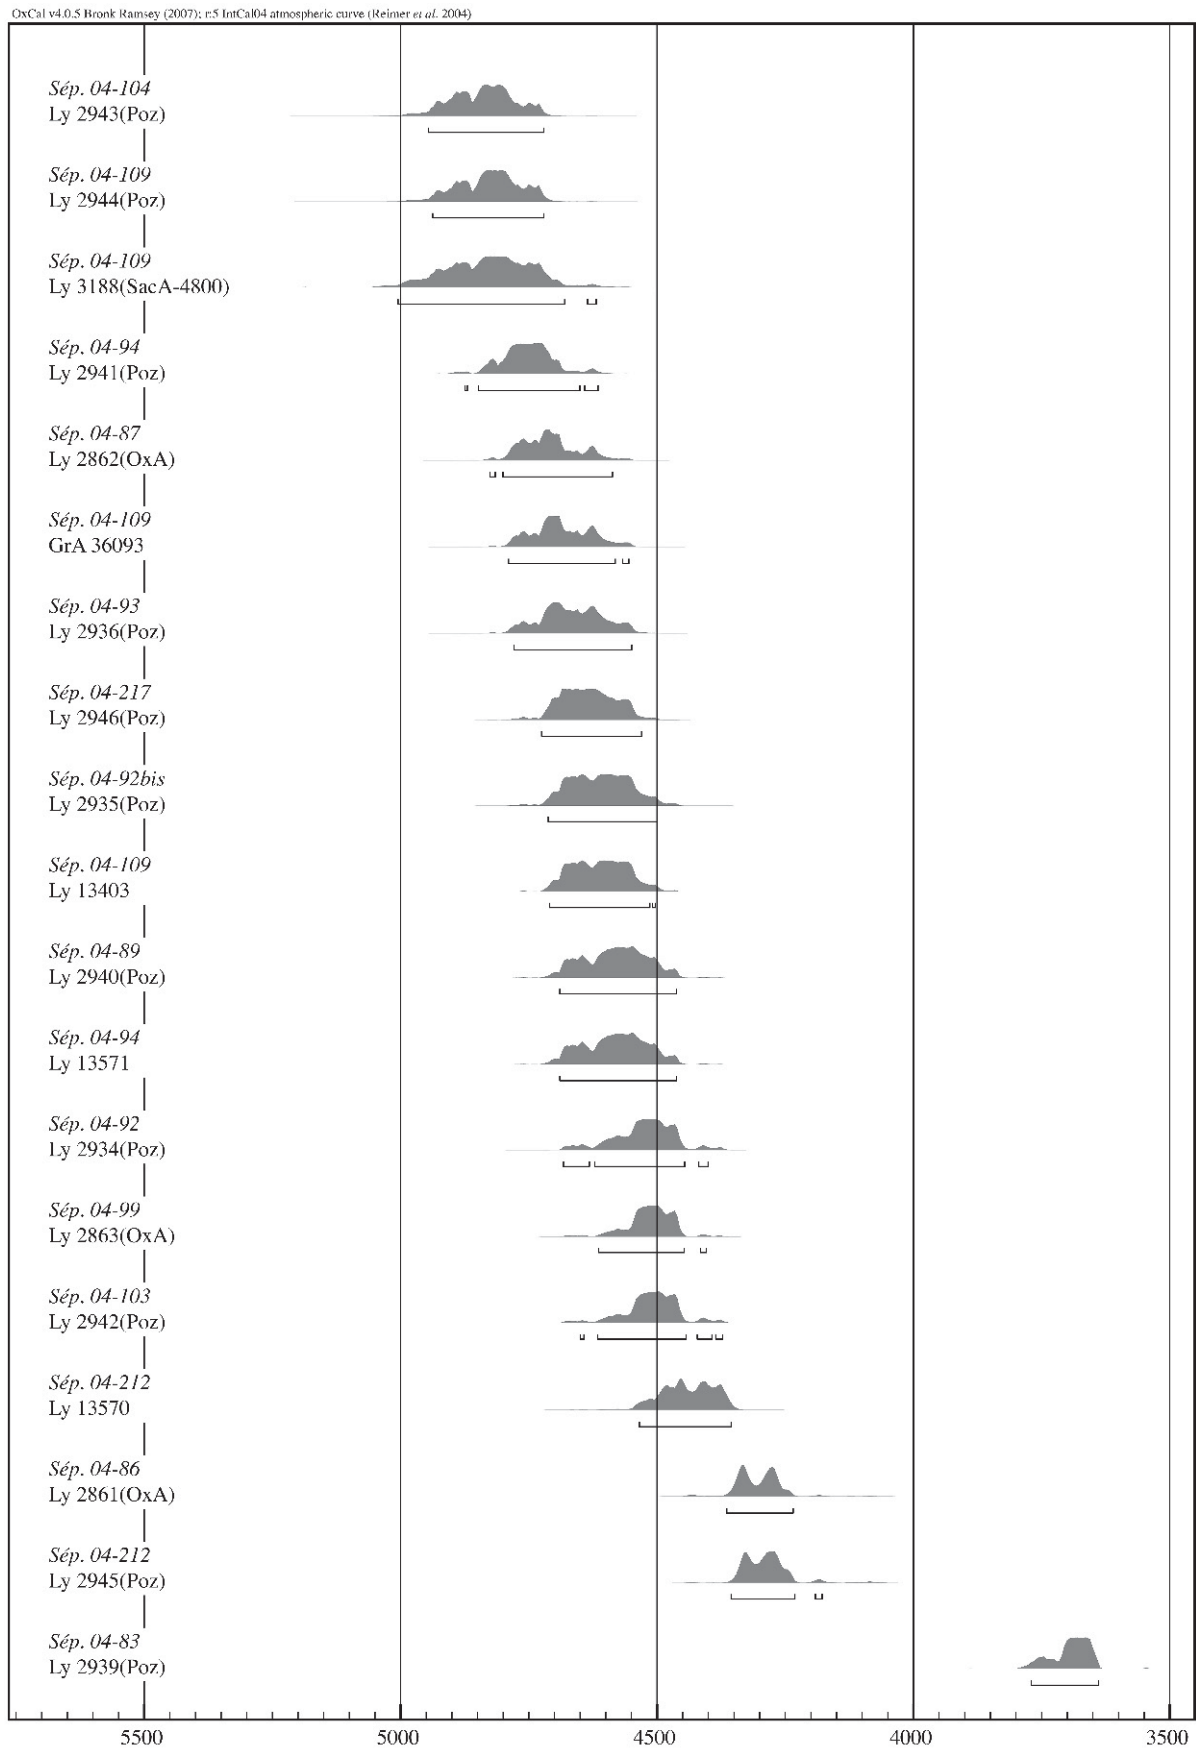 OxCal v4.0.5 Bronk Ramsey (2007); r:5 IntCal04 atmospheric curve (Reimer et al. 2004)
Sép. 04-104
Ly 2943(Poz)
Sép. 04-109
Ly 2944(Poz)
Sép. 04-109
Ly 3188(SacA-4800)
Sép. 04-94
Ly 2941(Poz)
Sép. 04-87
Ly 2862(OxA)
Sép. 04-109
GrA 36093
Sép. 04-93
Ly 2936(Poz)
Sép. 04-217
Ly 2946(Poz)
Sép. 04-92bis
Ly 2935(Poz)
Sép. 04-109
Ly 13403
Sép. 04-89
Ly 2940(Poz)
Sép. 04-94
Ly 13571
Sép. 04-92
Ly 2934(Poz)
Sép. 04-99
Ly 2863(OxA)
Sép. 04-103
Ly 2942(Poz)
Sép. 04-212
Ly 13570
Sép. 04-86
Ly 2861(OxA)
Sép. 04-212
Ly 2945(Poz)
Sép. 04-83
Ly 2939(Poz)
5500 5000 4500 4000 3500